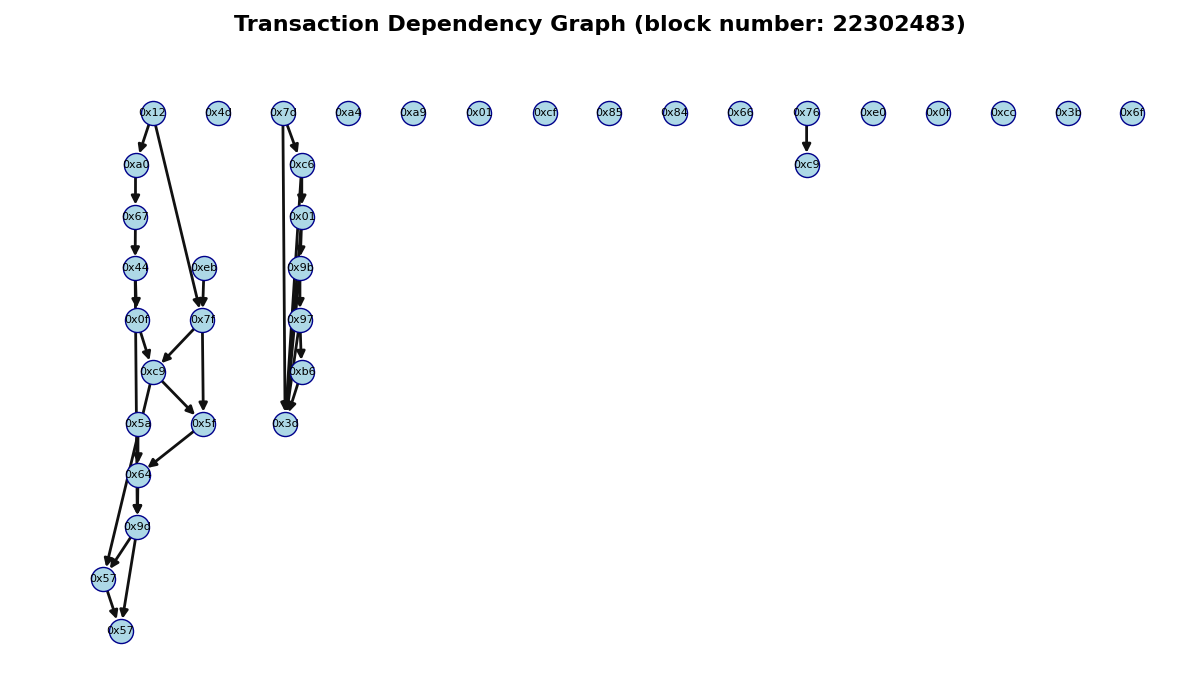 Transaction Dependency Graph (block number: 22302483)
0x12 0x4d 0x7d 0xa4 0xa9 0x01 0xcf 0x85 0x84 0x66 0x76 0xe0 0x0f 0xcc 0x3b 0x6f
0xa0 0xc6 0xc9
0x67 0x01
0x44 0xeb 0x9b
0x0f 0x7f 0x97
0xc9 0xb6
0x5a 0x5f 0x3d
0x64
0x9d
0x57
0x57